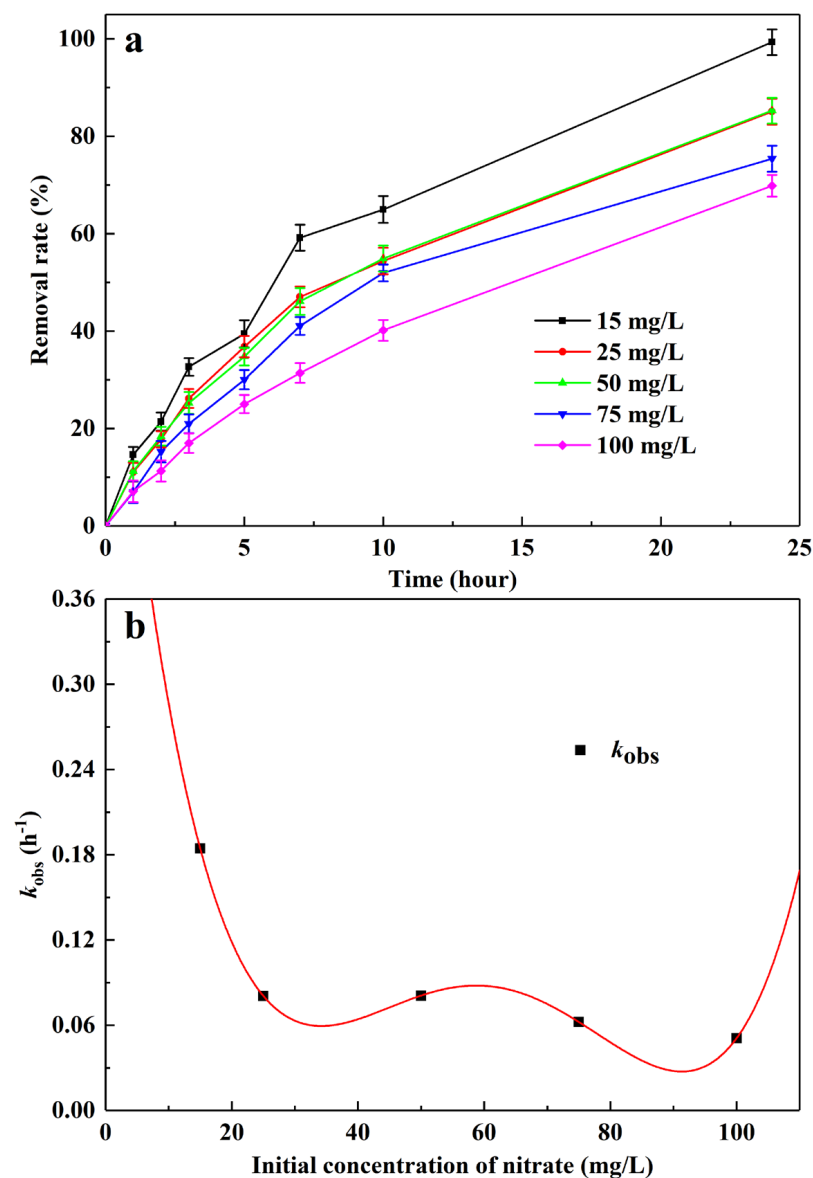 a
100
80
60
40
20
0
Removal rate (%)
15 mg/L
25 mg/L
50 mg/L
75 mg/L
100 mg/L
0 5 10 15 20 25
Time (hour)
b
0.36
0.30
0.24
0.18
0.12
0.06
0.00
kobs (h-1)
kobs
0 20 40 60 80 100
Initial concentration of nitrate (mg/L)